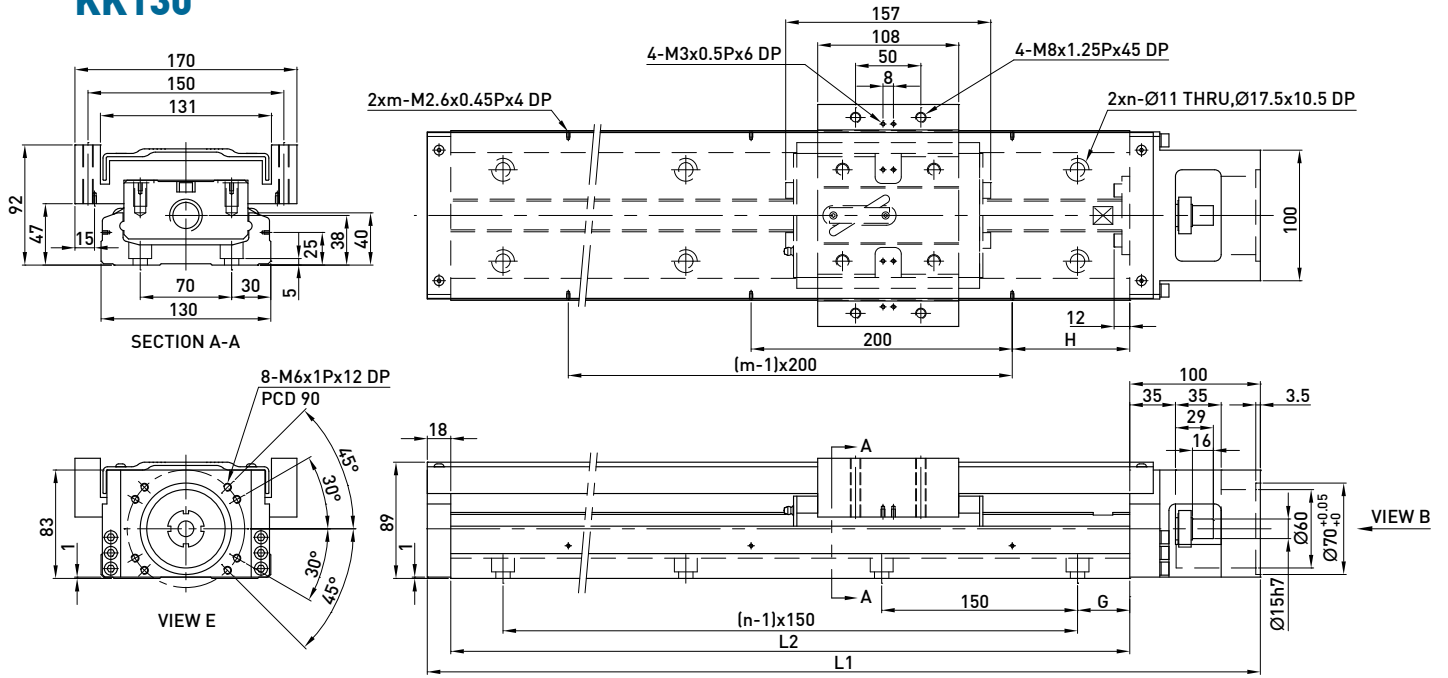 KK130
170
150
131
92
47
15
25
38
40
5
70
30
130
SECTION A-A
157
108
50
8
4-M3x0.5Px6 DP
4-M8x1.25Px45 DP
2xm-M2.6x0.45Px4 DP
2xn-Ø11 THRU,Ø17.5x10.5 DP
100
12
200
H
(m-1)x200
8-M6x1Px12 DP
PCD 90
45°
30°
30°
45°
83
1
VIEW E
18
89
1
A
A
150
G
(n-1)x150
L2
L1
100
35
35
3.5
29
16
Ø60
Ø70+0.05 +0
Ø15h7
VIEW B